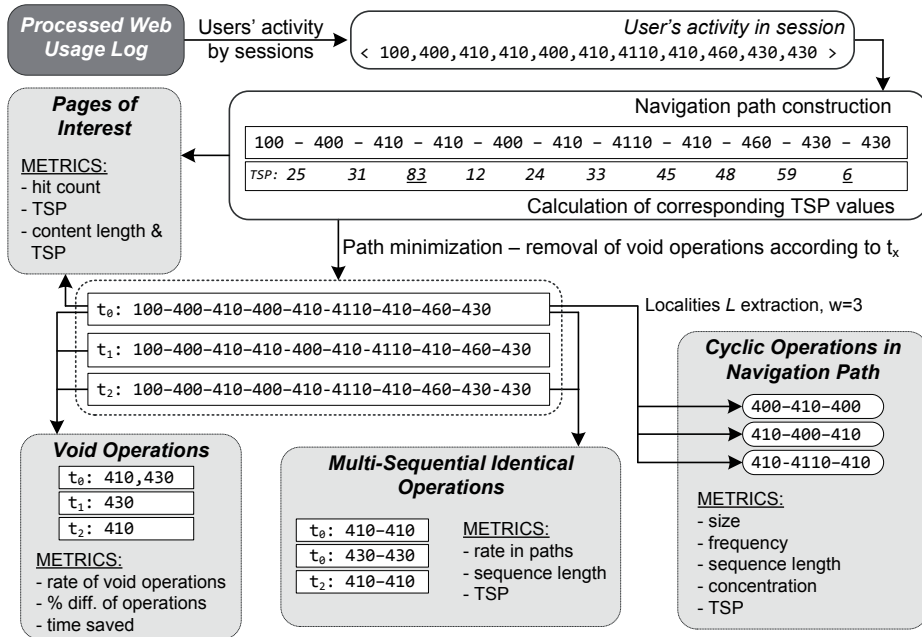 Processed Web
Usage Log
Users' activity
by sessions
User's activity in session
< 100,400,410,410,400,410,4110,410,460,430,430 >
Pages of
Interest
METRICS:
- hit count
- TSP
- content length &
TSP
Navigation path construction
100 – 400 – 410 – 410 – 400 – 410 – 4110 – 410 – 460 – 430 – 430
TSP: 25 31 83 12 24 33 45 48 59 6
Calculation of corresponding TSP values
Path minimization – removal of void operations according to tx
t0: 100–400–410–400–410-4110–410–460–430
t1: 100–400–410–410-400–410-4110–410–460–430
t2: 100–400–410–400–410-4110–410–460–430-430
Localities L extraction, w=3
Cyclic Operations in
Navigation Path
400–410–400
410–400–410
410-4110–410
METRICS:
- size
- frequency
- sequence length
- concentration
- TSP
Void Operations
t0: 410,430
t1: 430
t2: 410
METRICS:
- rate of void operations
- % diff. of operations
- time saved
Multi-Sequential Identical
Operations
t0: 410–410
t0: 430–430
t2: 410–410
METRICS:
- rate in paths
- sequence length
- TSP